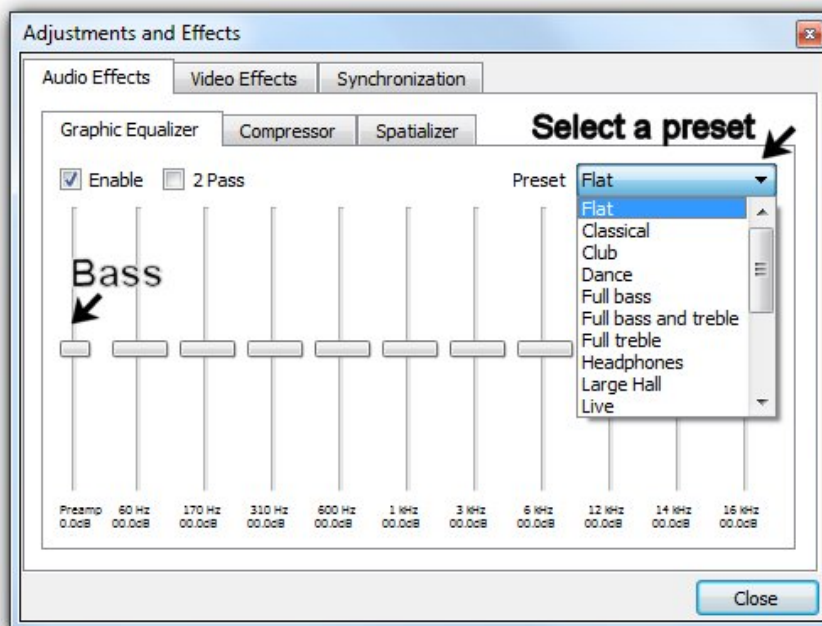 Adjustments and Effects
Audio Effects Video Effects Synchronization
Graphic Equalizer Compressor Spatializer Select a preset
Enable 2 Pass Preset Flat
Flat
Classical
Club
Dance
Full bass
Full bass and treble
Full treble
Headphones
Large Hall
Live
Bass
Preamp 60 Hz 170 Hz 310 Hz 600 Hz 1 kHz 3 kHz 6 kHz 12 kHz 14 kHz 16 kHz
0.0dB 00.0dB 00.0dB 00.0dB 00.0dB 00.0dB 00.0dB 00.0dB 00.0dB 00.0dB 00.0dB
Close